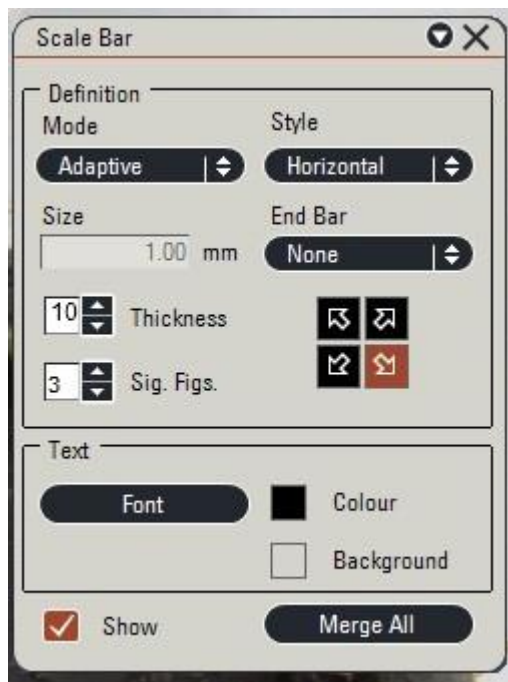 Scale Bar
Definition
Mode
Style
Adaptive
Horizontal
Size
End Bar
1.00 mm
None
10 Thickness
3 Sig. Figs.
Text
Font
Colour
Background
Show
Merge All